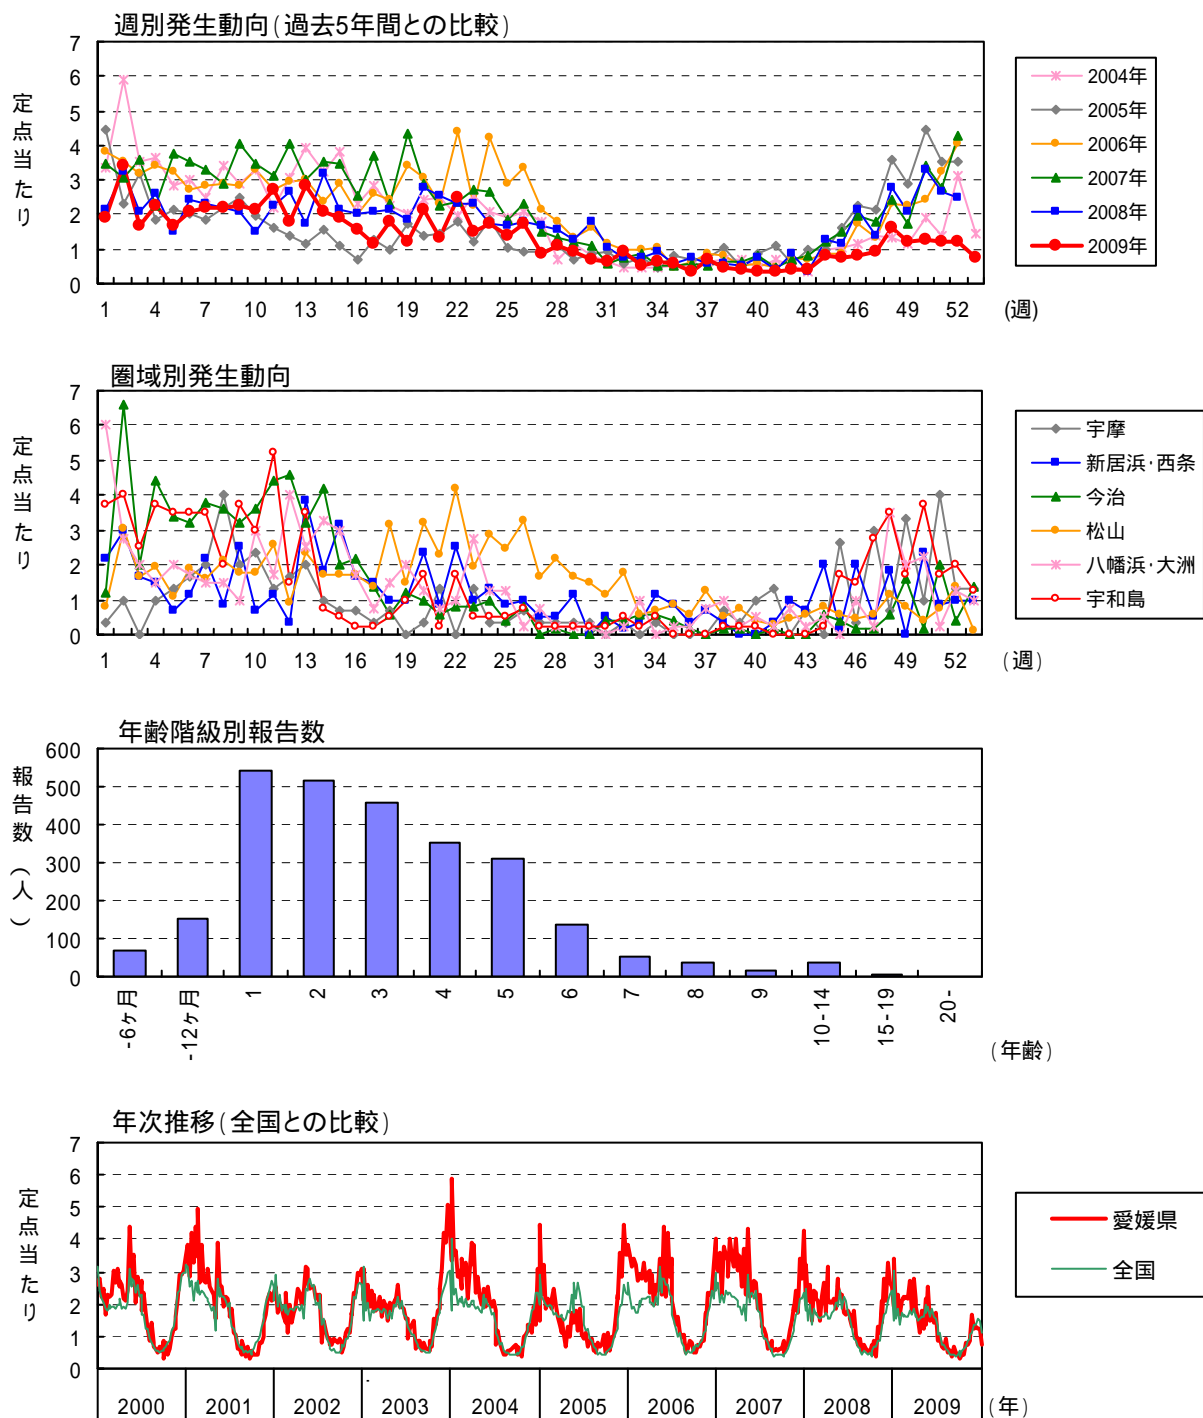 週別発生動向(過去5年間との比較)
7
6
5
4
3
2
1
0
定点当たり
1 4 7 10 13 16 19 22 25 28 31 34 37 40 43 46 49 52 (週)
2004年
2005年
2006年
2007年
2008年
2009年
圏域別発生動向
7
6
5
4
3
2
1
0
定点当たり
1 4 7 10 13 16 19 22 25 28 31 34 37 40 43 46 49 52 (週)
宇摩
新居浜・西条
今治
松山
八幡浜・大洲
宇和島
年齢階級別報告数
600
500
400
300
200
100
0
報告数(人)
-6ヶ月 -12ヶ月 1 2 3 4 5 6 7 8 9 10-14 15-19 20-
(年齢)
年次推移(全国との比較)
7
6
5
4
3
2
1
0
定点当たり
2000 2001 2002 2003 2004 2005 2006 2007 2008 2009 (年)
愛媛県
全国